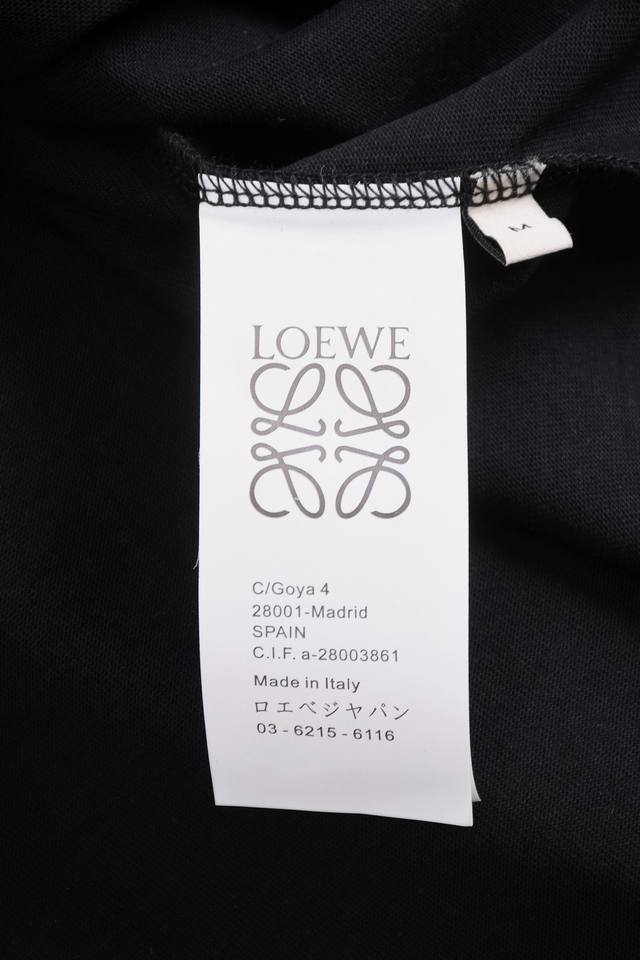 LOEWE
C/Goya 4
28001-Madrid
SPAIN
C.I.F. a-28003861
Made in Italy
ロエベジヤパン
03 - 6215 - 6116
M